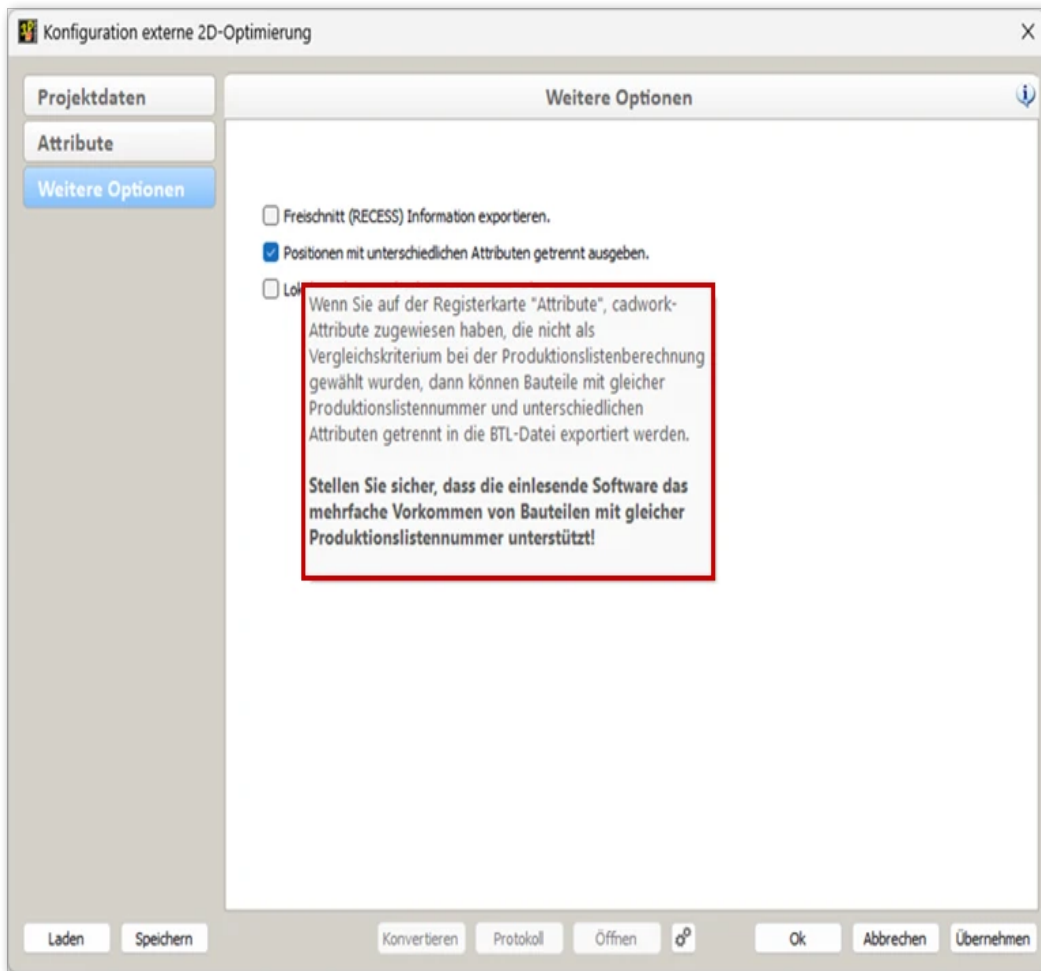 Konfiguration externe 2D-Optimierung
Projektdaten
Weitere Optionen
Attribute
Weitere Optionen
Freischnitt (RECESS) Information exportieren.
Positionen mit unterschiedlichen Attributen getrennt ausgeben.
Wenn Sie auf der Registerkarte "Attribute", cadwork-
Attribute zugewiesen haben, die nicht als
Vergleichskriterium bei der Produktionslistenberechnung
gewählt wurden, dann können Bauteile mit gleicher
Produktionslistennummer und unterschiedlichen
Attributen getrennt in die BTL-Datei exportiert werden.
Stellen Sie sicher, dass die einlesende Software das
mehrfache Vorkommen von Bauteilen mit gleicher
Produktionslistennummer unterstützt!
Laden Speichern Konvertieren Protokoll Öffnen Ok Abbrechen Übernehmen